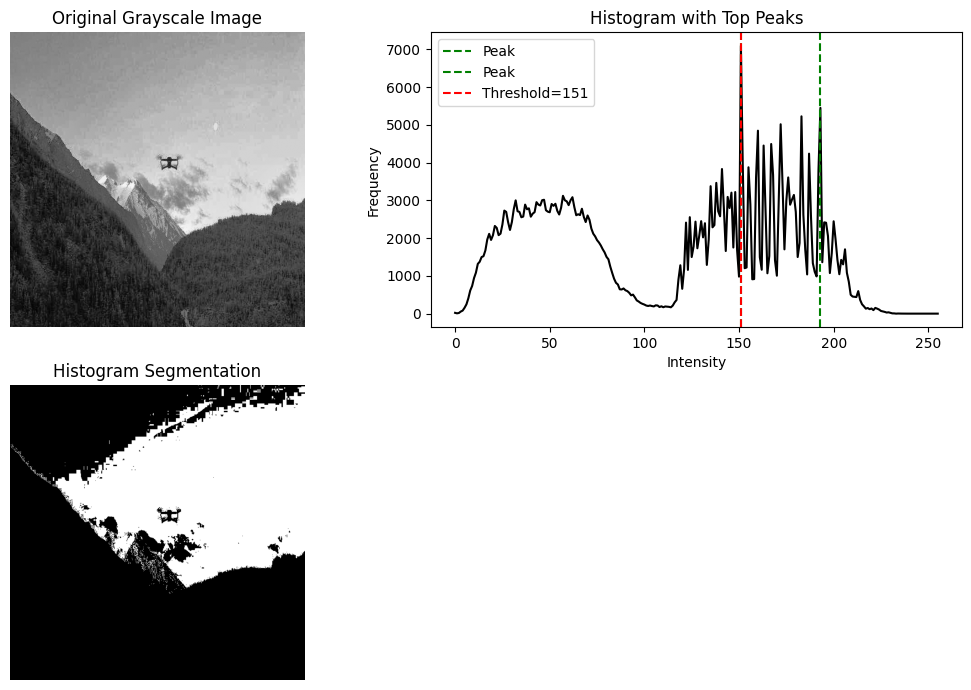 Original Grayscale Image
Histogram with Top Peaks
Peak
Peak
Threshold=151
7000
6000
5000
4000
3000
2000
1000
0
Frequency
0 50 100 150 200 250
Intensity
Histogram Segmentation